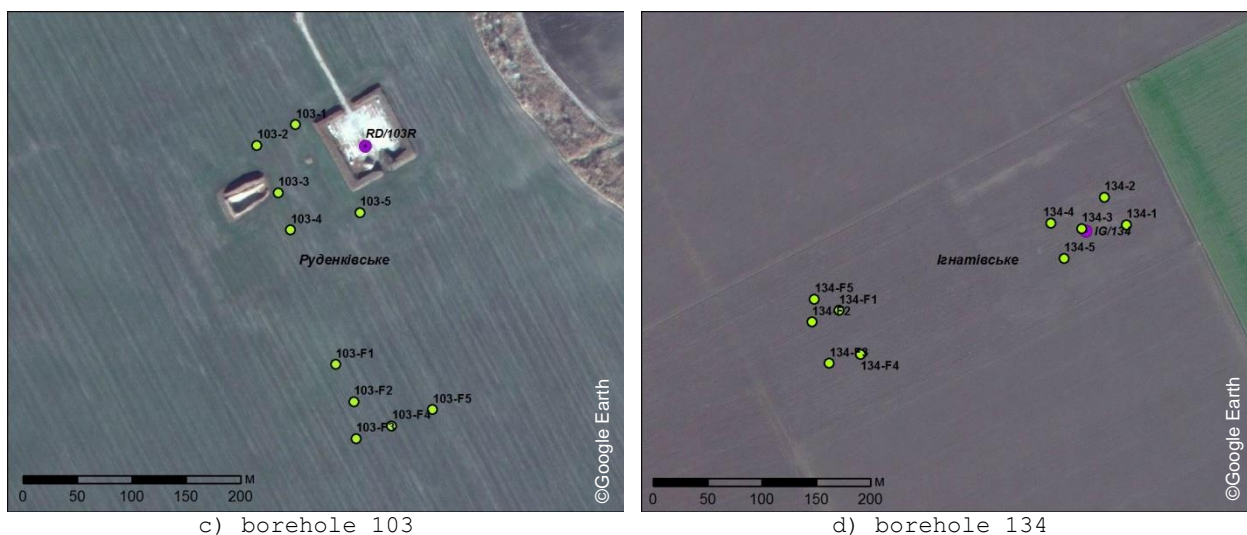 103-1
103-2
RD/103R
103-3
103-5
103-4
Руденківське
103-F1
103-F2
103-F5
103-F4
103-F3
0 50 100 150 200 М
©Google Earth
c) borehole 103
134-2
134-4
134-3
134-1
IG/134
134-5
Ігнатівське
134-F5
134-F1
134-F2
134-F3
134-F4
0 50 100 150 200 М
©Google Earth
d) borehole 134